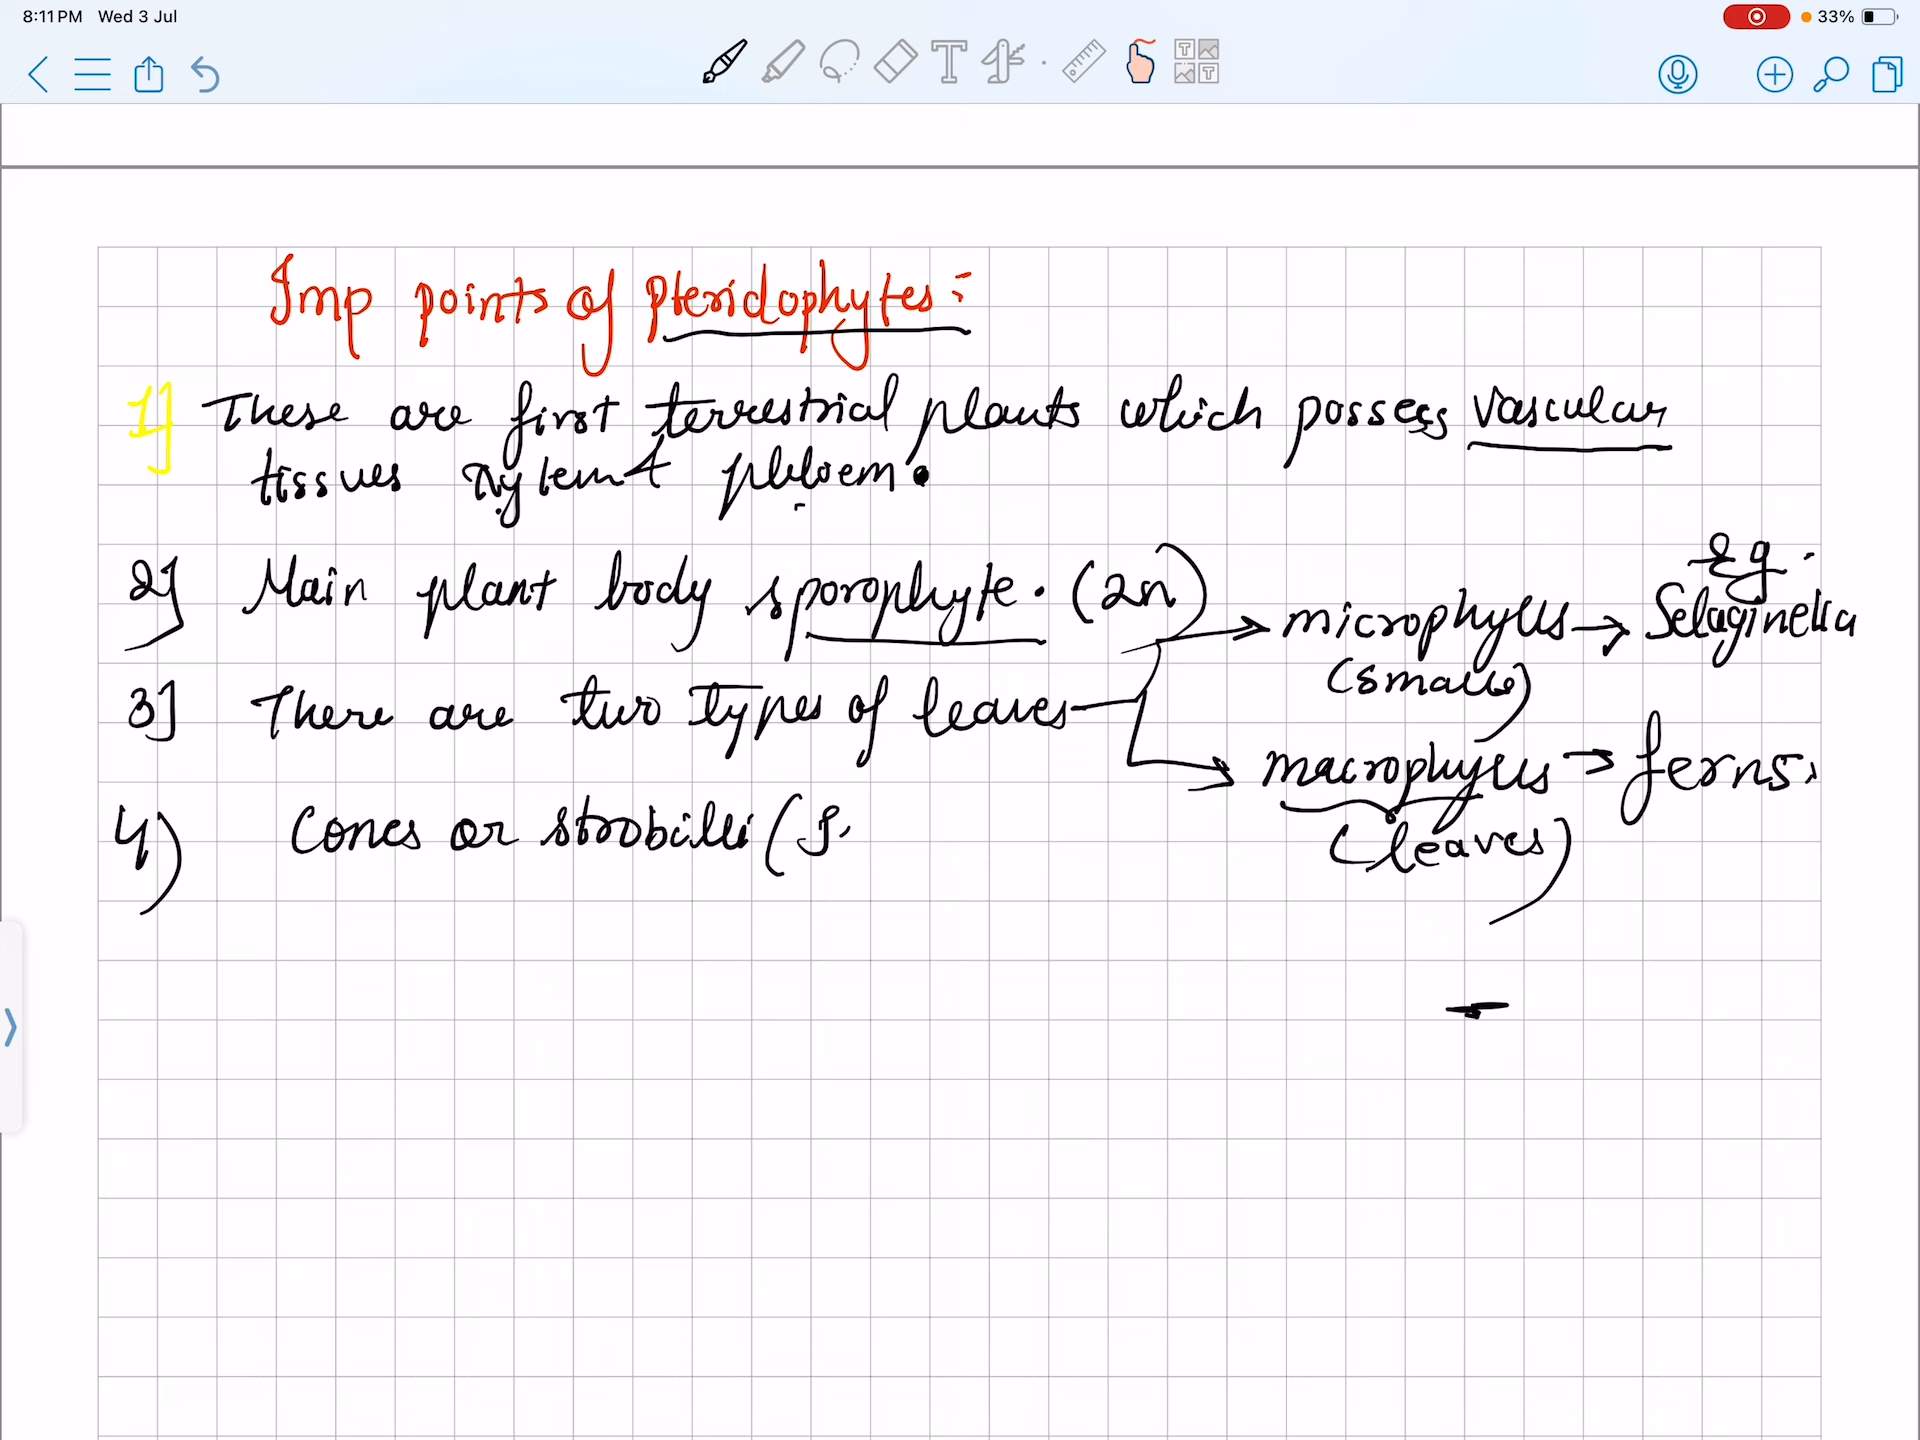 8:11 PM Wed 3 Jul
33%
Imp points of Pteridophytes:
1] These are first terrestrial plants which possess vascular
tissues xylem & phloem.
2] Main plant body sporophyte. (2n)
Eg.
microphylls → Selaginella
(small)
3] There are two types of leaves
macrophylls → ferns.
(leaves)
4) Cones or strobilli (